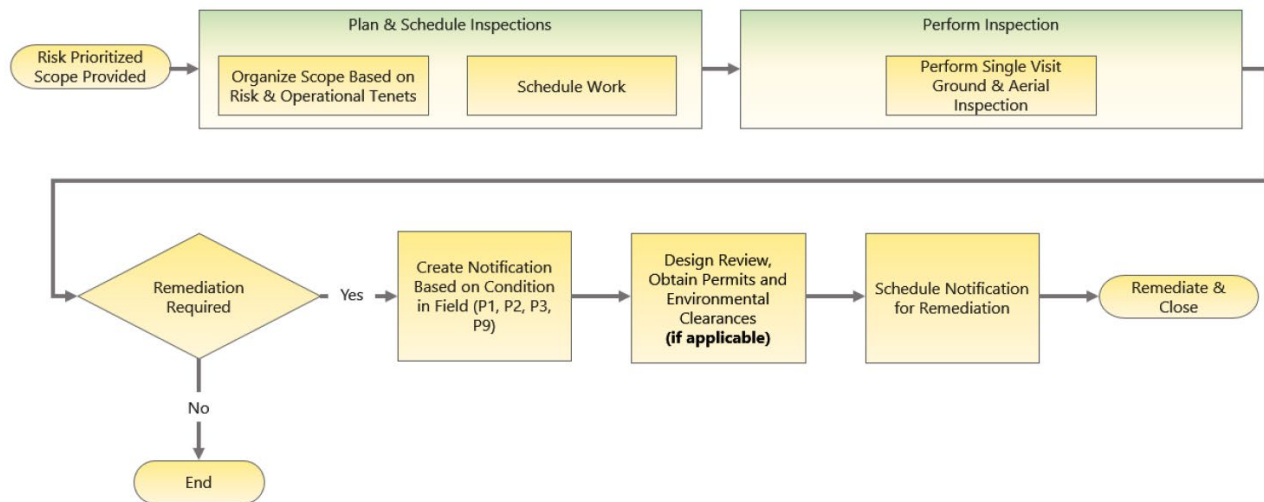 Plan & Schedule Inspections
Perform Inspection
Risk Prioritized
Scope Provided
Organize Scope Based on
Risk & Operational Tenets
Schedule Work
Perform Single Visit
Ground & Aerial
Inspection
Remediation
Required
Yes
No
End
Create Notification
Based on Condition
in Field (P1, P2, P3,
P9)
Design Review,
Obtain Permits and
Environmental
Clearances
(if applicable)
Schedule Notification
for Remediation
Remediate &
Close